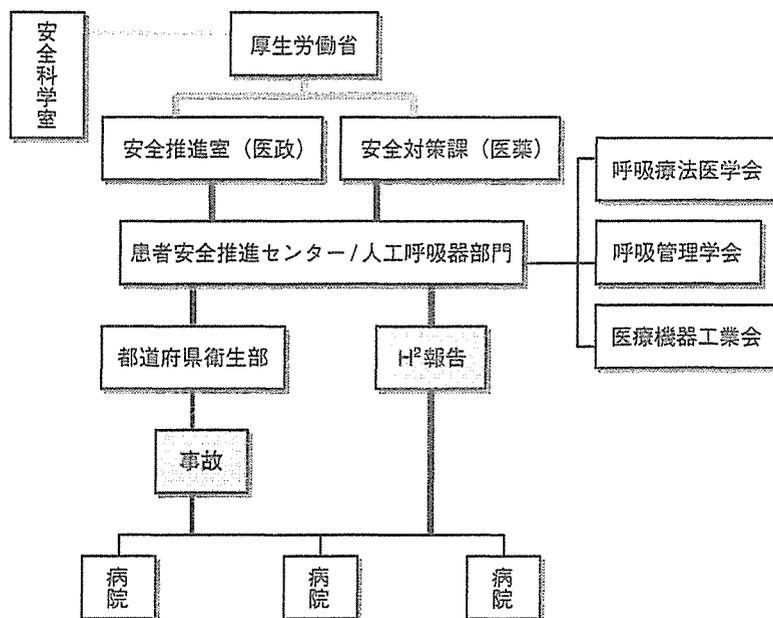 安全科学室
厚生労働省
安全推進室(医政)
安全対策課(医薬)
呼吸療法医学会
患者安全推進センター/人工呼吸器部門
呼吸管理学会
医療機器工業会
都道府県衛生部
H²報告
事故
病院
病院
病院